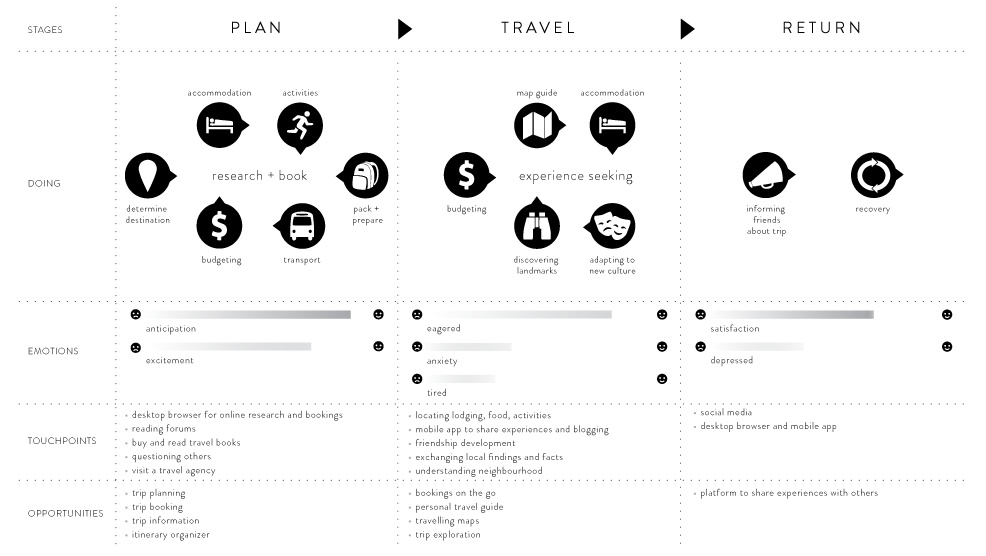 STAGES
PLAN
TRAVEL
RETURN
DOING
accommodation
activities
determine
destination
research + book
pack +
prepare
budgeting
transport
map guide
accommodation
budgeting
experience seeking
discovering
landmarks
adapting to
new culture
informing
friends
about trip
recovery
EMOTIONS
anticipation
excitement
eagered
anxiety
tired
satisfaction
depressed
TOUCHPOINTS
• desktop browser for online research and bookings
• reading forums
• buy and read travel books
• questioning others
• visit a travel agency
• locating lodging, food, activities
• mobile app to share experiences and blogging
• friendship development
• exchanging local findings and facts
• understanding neighbourhood
• social media
• desktop browser and mobile app
OPPORTUNITIES
• trip planning
• trip booking
• trip information
• itinerary organizer
• bookings on the go
• personal travel guide
• travelling maps
• trip exploration
• platform to share experiences with others